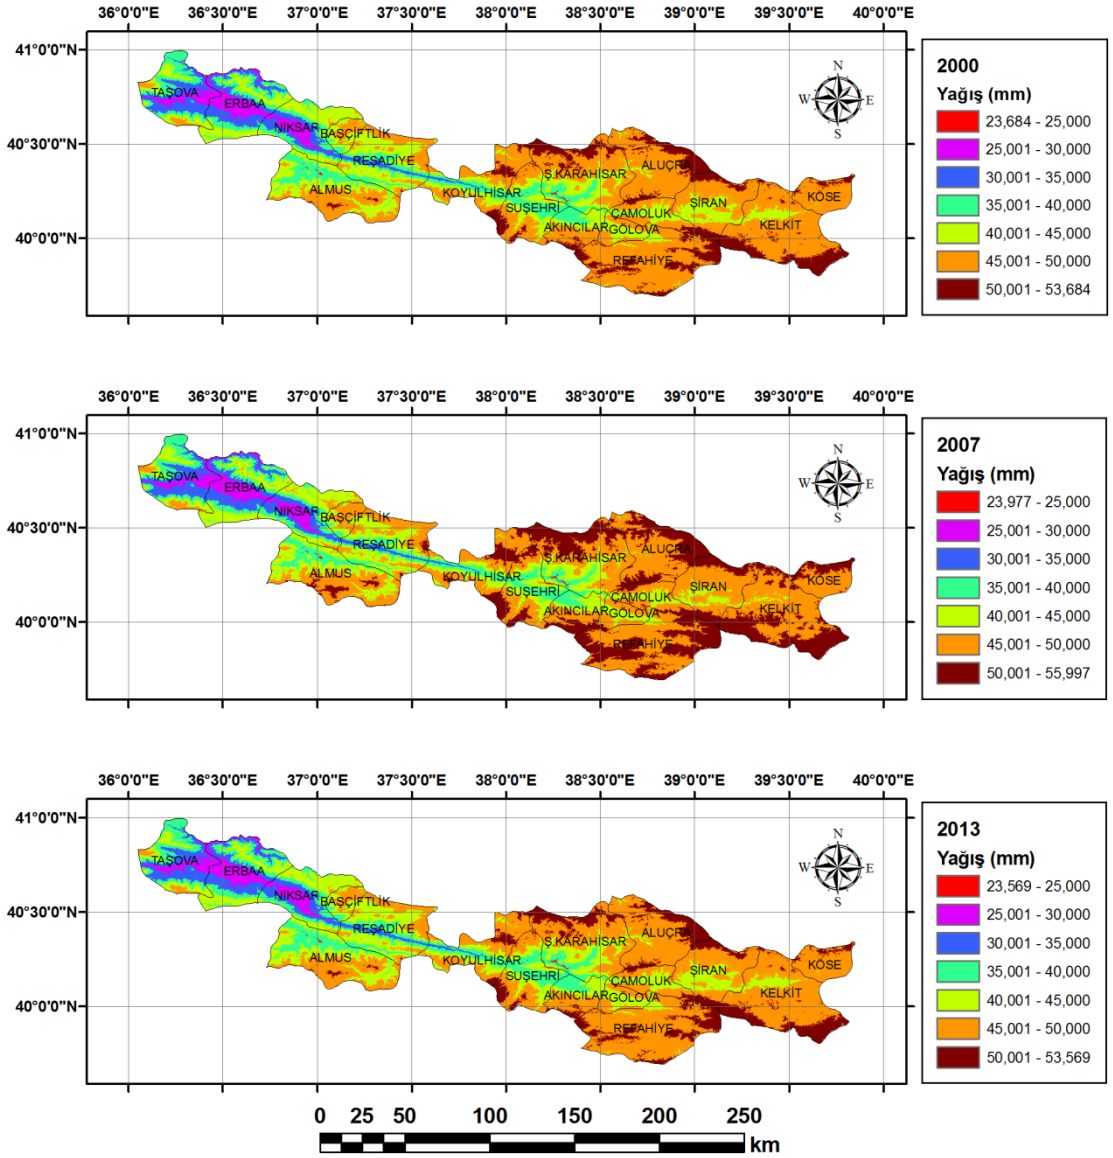 36°0'0"E 36°30'0"E 37°0'0"E 37°30'0"E 38°0'0"E 38°30'0"E 39°0'0"E 39°30'0"E 40°0'0"E
41°0'0"N
40°30'0"N
40°0'0"N
TAŞOVA
ERBAA
NİKSAR
BAŞÇİFTLİK
REŞADİYE
ALMUS
KOYULHİSAR
SUŞEHRİ
Ş.KARAHİSAR
ALUÇRA
AKINCILAR
GÖLOVA
ÇAMOLUK
ŞİRAN
KELKİT
KÖSE
REFAHİYE
N
W E
S
2000
Yağış (mm)
23,684 - 25,000
25,001 - 30,000
30,001 - 35,000
35,001 - 40,000
40,001 - 45,000
45,001 - 50,000
50,001 - 53,684
36°0'0"E 36°30'0"E 37°0'0"E 37°30'0"E 38°0'0"E 38°30'0"E 39°0'0"E 39°30'0"E 40°0'0"E
41°0'0"N
40°30'0"N
40°0'0"N
TAŞOVA
ERBAA
NİKSAR
BAŞÇİFTLİK
REŞADİYE
ALMUS
KOYULHİSAR
SUŞEHRİ
Ş.KARAHİSAR
ALUÇRA
AKINCILAR
GÖLOVA
ÇAMOLUK
ŞİRAN
KELKİT
KÖSE
REFAHİYE
N
W E
S
2007
Yağış (mm)
23,977 - 25,000
25,001 - 30,000
30,001 - 35,000
35,001 - 40,000
40,001 - 45,000
45,001 - 50,000
50,001 - 55,997
36°0'0"E 36°30'0"E 37°0'0"E 37°30'0"E 38°0'0"E 38°30'0"E 39°0'0"E 39°30'0"E 40°0'0"E
41°0'0"N
40°30'0"N
40°0'0"N
TAŞOVA
ERBAA
NİKSAR
BAŞÇİFTLİK
REŞADİYE
ALMUS
KOYULHİSAR
SUŞEHRİ
Ş.KARAHİSAR
ALUÇRA
AKINCILAR
GÖLOVA
ÇAMOLUK
ŞİRAN
KELKİT
KÖSE
REFAHİYE
N
W E
S
2013
Yağış (mm)
23,569 - 25,000
25,001 - 30,000
30,001 - 35,000
35,001 - 40,000
40,001 - 45,000
45,001 - 50,000
50,001 - 53,569
0 25 50 100 150 200 250
km